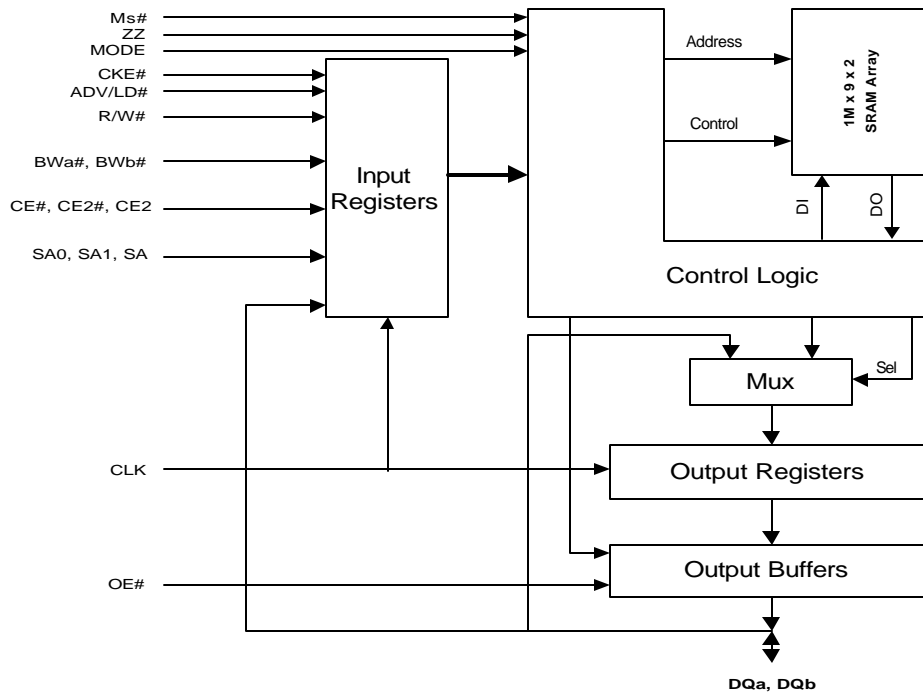 Ms#
ZZ
MODE
CKE#
ADV/LD#
R/W#
BWa#, BWb#
CE#, CE2#, CE2
SA0, SA1, SA
Input
Registers
Address
Control
1M x 9 x 2
SRAM Array
DI
DO
Control Logic
Mux
Sel
CLK
Output Registers
OE#
Output Buffers
DQa, DQb